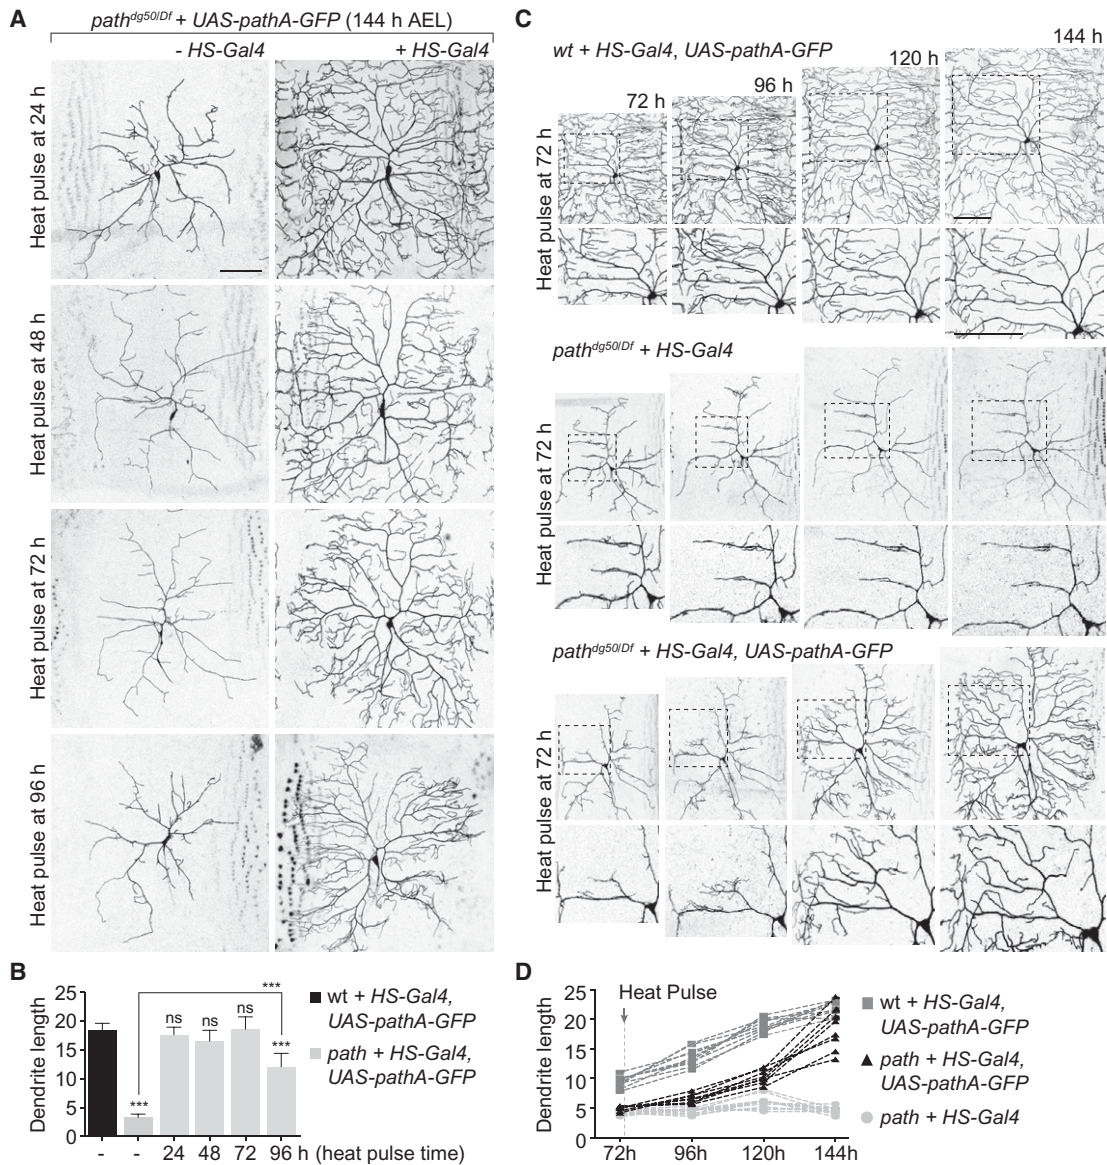 A
path^dg50/Df + UAS-pathA-GFP (144 h AEL)
- HS-Gal4
+ HS-Gal4
Heat pulse at 24 h
Heat pulse at 48 h
Heat pulse at 72 h
Heat pulse at 96 h
B
Dendrite length
25
20
15
10
5
0
***
ns
ns
ns
***
***
- - 24 48 72 96 h (heat pulse time)
wt + HS-Gal4,
UAS-pathA-GFP
path + HS-Gal4,
UAS-pathA-GFP
C
wt + HS-Gal4, UAS-pathA-GFP
72 h
96 h
120 h
144 h
Heat pulse at 72 h
path^dg50/Df + HS-Gal4
Heat pulse at 72 h
path^dg50/Df + HS-Gal4, UAS-pathA-GFP
Heat pulse at 72 h
D
Dendrite length
25
20
15
10
5
0
Heat Pulse
72h 96h 120h 144h
wt + HS-Gal4,
UAS-pathA-GFP
path + HS-Gal4,
UAS-pathA-GFP
path + HS-Gal4